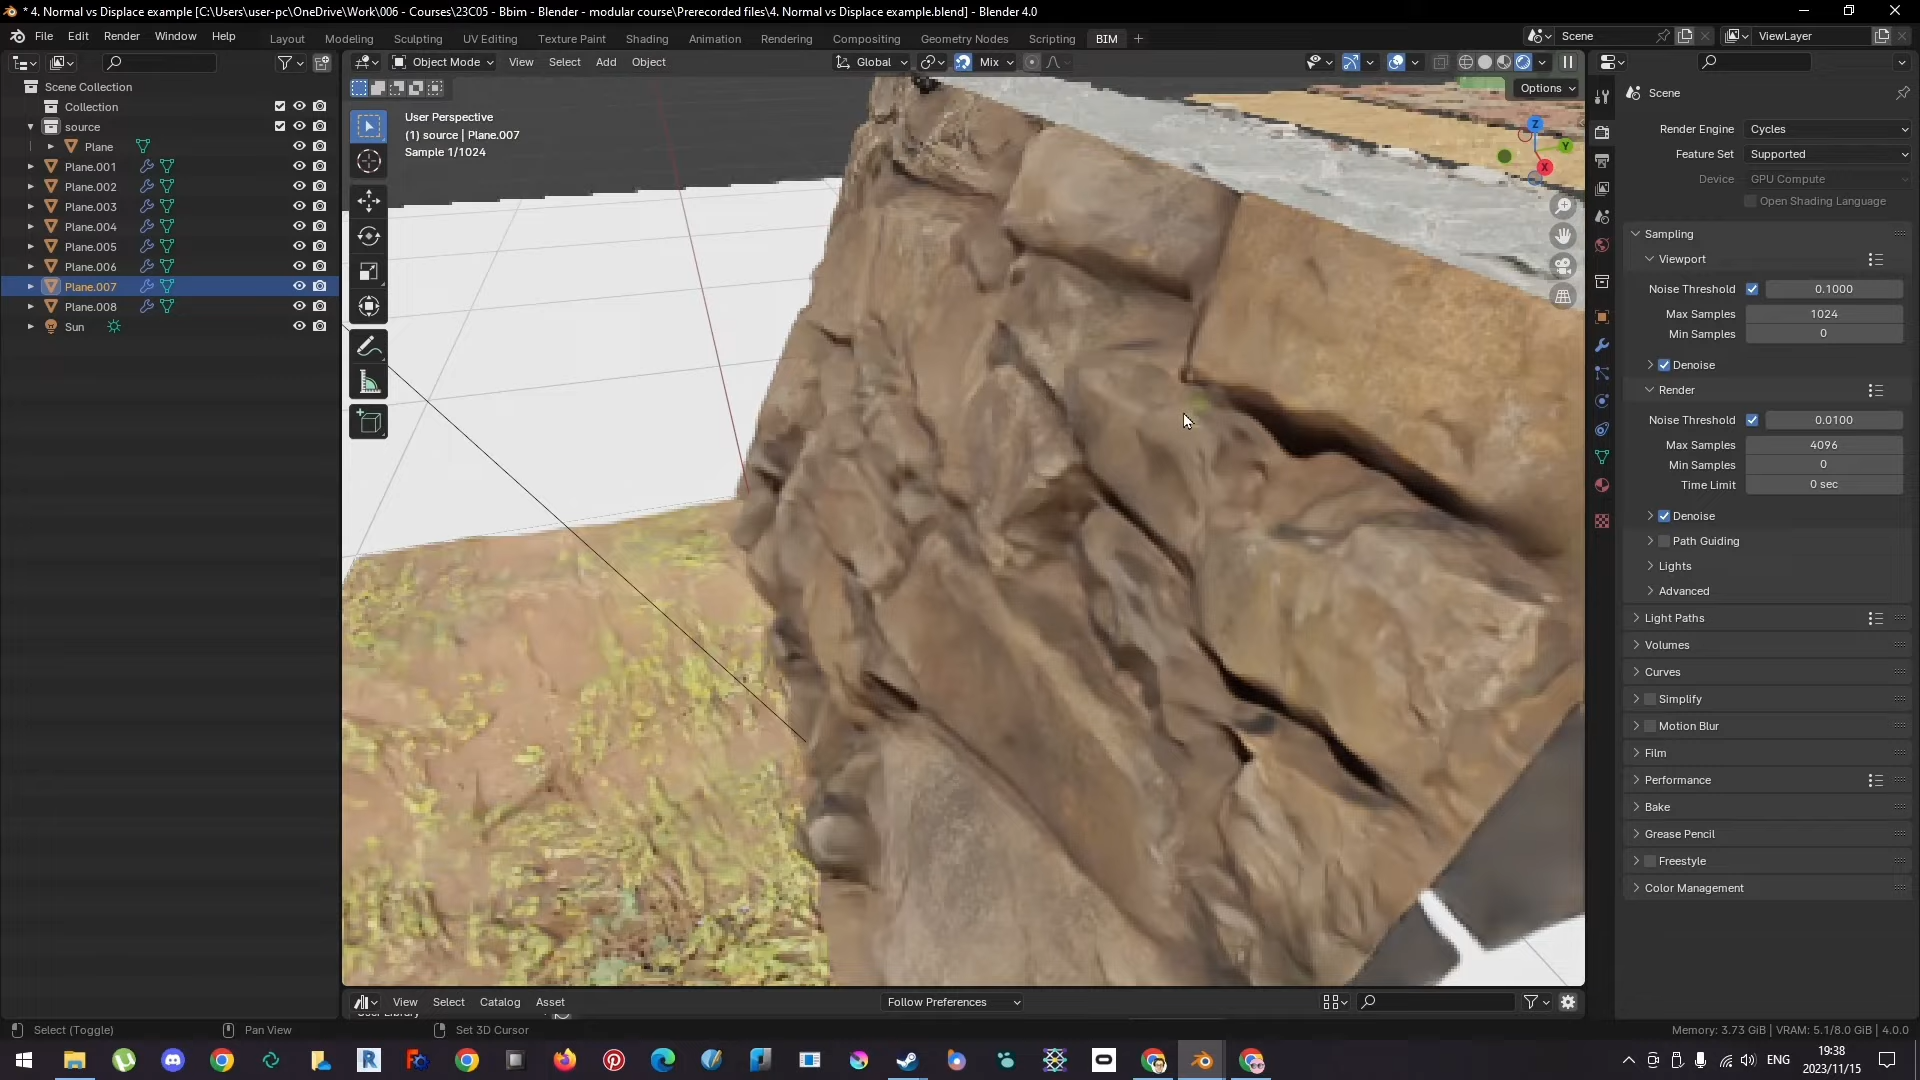 * 4. Normal vs Displace example [C:\Users\user-pc\OneDrive\Work\006 - Courses\23C05 - Bbim - Blender - modular course\Prerecorded files\4. Normal vs Displace example.blend] - Blender 4.0
File Edit Render Window Help Layout Modeling Sculpting UV Editing Texture Paint Shading Animation Rendering Compositing Geometry Nodes Scripting BIM Scene ViewLayer
Object Mode View Select Add Object Global Mix
Options
Scene Collection
Collection
source
Plane
Plane.001
Plane.002
Plane.003
Plane.004
Plane.005
Plane.006
Plane.007
Plane.008
Sun
User Perspective
(1) source | Plane.007
Sample 1/1024
Z
Y
X
Scene
Render Engine Cycles
Feature Set Supported
Device GPU Compute
Open Shading Language
Sampling
Viewport
Noise Threshold 0.1000
Max Samples 1024
Min Samples 0
Denoise
Render
Noise Threshold 0.0100
Max Samples 4096
Min Samples 0
Time Limit 0 sec
Denoise
Path Guiding
Lights
Advanced
Light Paths
Volumes
Curves
Simplify
Motion Blur
Film
Performance
Bake
Grease Pencil
Freestyle
Color Management
View Select Catalog Asset Follow Preferences
Select (Toggle) Pan View Set 3D Cursor Memory: 3.73 GiB | VRAM: 5.1/8.0 GiB | 4.0.0
ENG
19:38
2023/11/15